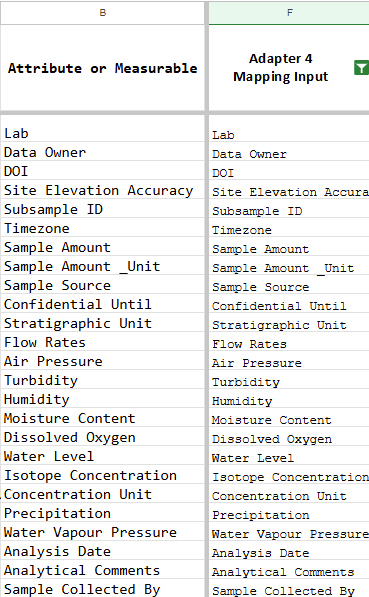 B F
Attribute or Measurable Adapter 4
Mapping Input
Lab Lab
Data Owner Data Owner
DOI DOI
Site Elevation Accuracy Site Elevation Accura
Subsample ID Subsample ID
Timezone Timezone
Sample Amount Sample Amount
Sample Amount _Unit Sample Amount _Unit
Sample Source Sample Source
Confidential Until Confidential Until
Stratigraphic Unit Stratigraphic Unit
Flow Rates Flow Rates
Air Pressure Air Pressure
Turbidity Turbidity
Humidity Humidity
Moisture Content Moisture Content
Dissolved Oxygen Dissolved Oxygen
Water Level Water Level
Isotope Concentration Isotope Concentration
Concentration Unit Concentration Unit
Precipitation Precipitation
Water Vapour Pressure Water Vapour Pressure
Analysis Date Analysis Date
Analytical Comments Analytical Comments
Sample Collected By Sample Collected By